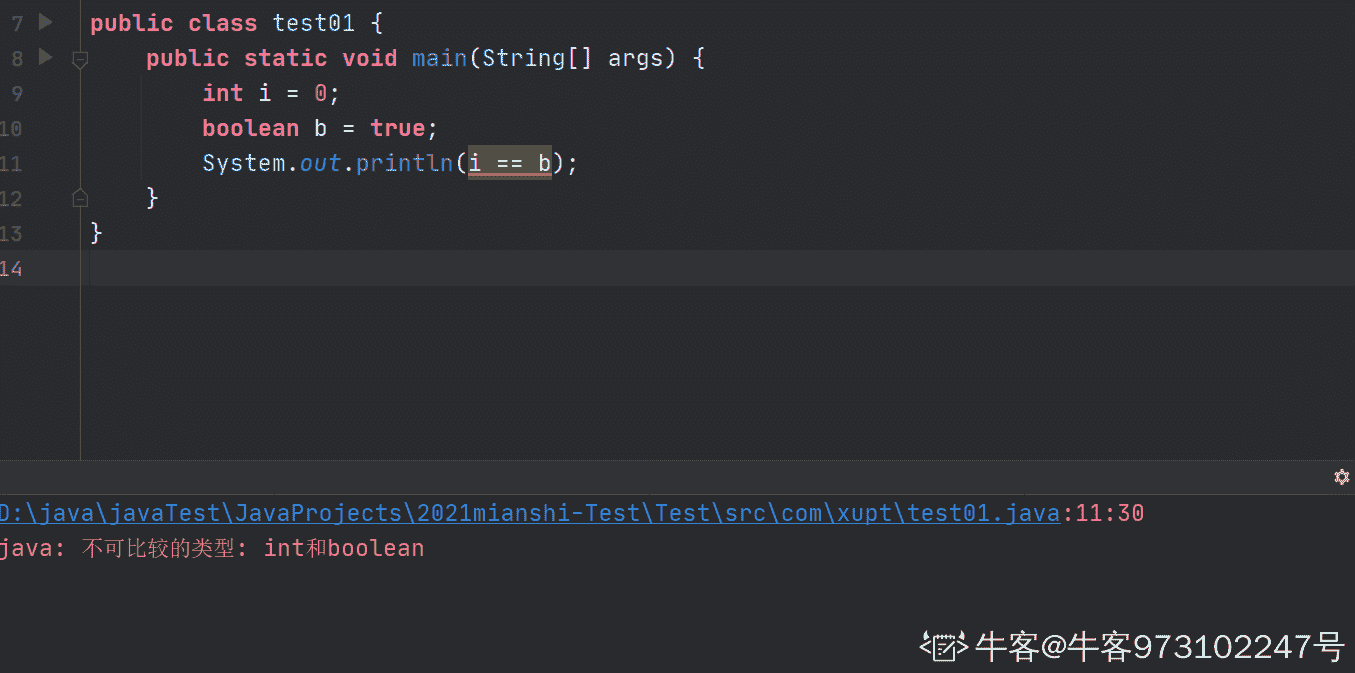 7 public class test01 {
8 public static void main(String[] args) {
9 int i = 0;
10 boolean b = true;
11 System.out.println(i == b);
12 }
13 }
14
D:\java\javaTest\JavaProjects\2021mianshi-Test\Test\src\com\xupt\test01.java:11:30
java: 不可比较的类型: int和boolean
牛客@牛客973102247号